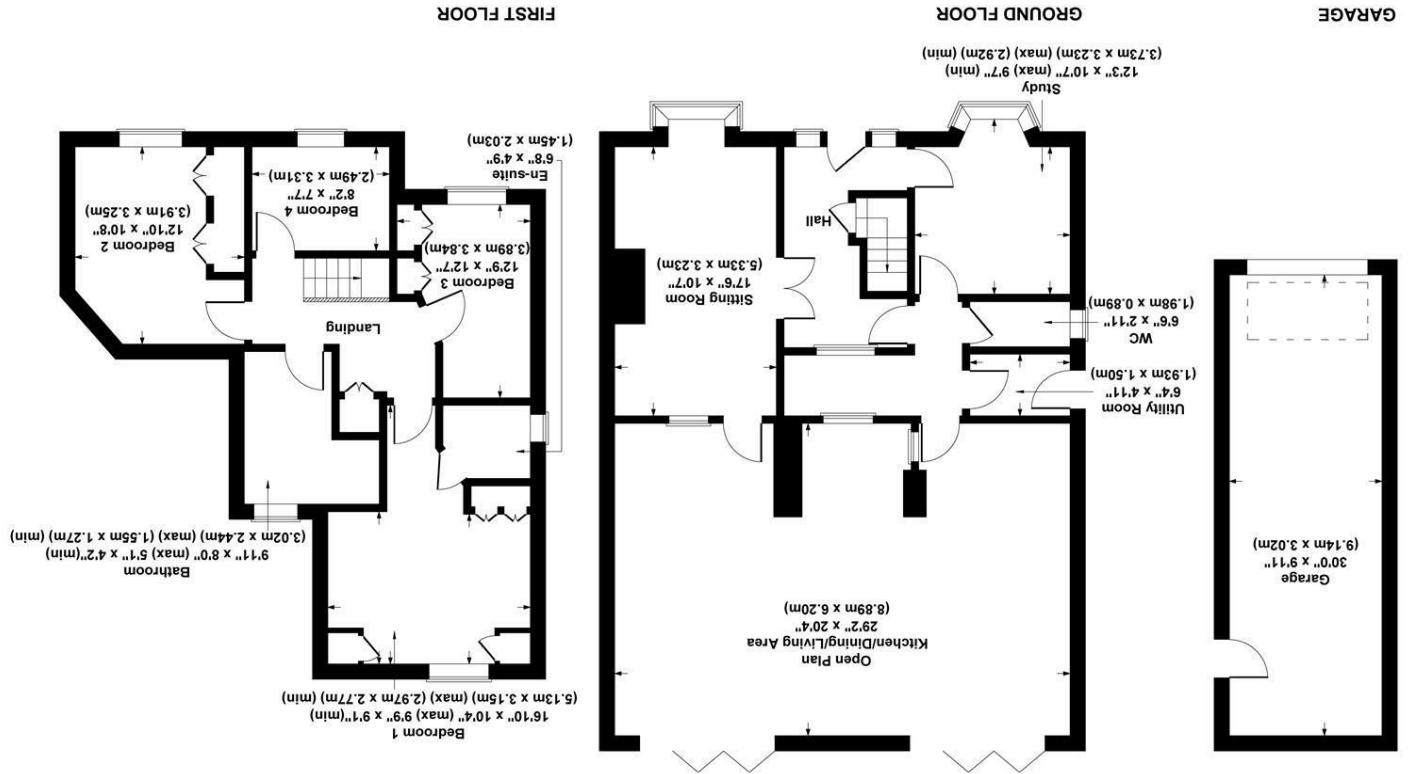 Garage
30'0" x 9'11"
(9.14m x 3.02m)
GARAGE
Open Plan
Kitchen/Dining/Living Area
29'2" x 20'4"
(8.89m x 6.20m)
Utility Room
6'4" x 4'11"
(1.93m x 1.50m)
WC
6'6" x 2'11"
(1.98m x 0.89m)
Sitting Room
17'6" x 10'7"
(5.33m x 3.23m)
Hall
Study
12'3" x 10'7" (max) 9'7" (min)
(3.73m x 3.23m) (max) (2.92m) (min)
GROUND FLOOR
Bedroom 1
16'10" x 10'4" (max) 9'9" x 9'1"(min)
(5.13m x 3.15m) (max) (2.97m x 2.77m) (min)
Bathroom
9'11" x 8'0" (max) 5'1" x 4'2"(min)
(3.02m x 2.44m) (max) (1.55m x 1.27m) (min)
Landing
Bedroom 3
12'9" x 12'7"
(3.89m x 3.84m)
Bedroom 2
12'10" x 10'8"
(3.91m x 3.25m)
Bedroom 4
8'2" x 7'7"
(2.49m x 3.31m)
En-suite
6'8" x 4'9"
(1.45m x 2.03m)
FIRST FLOOR